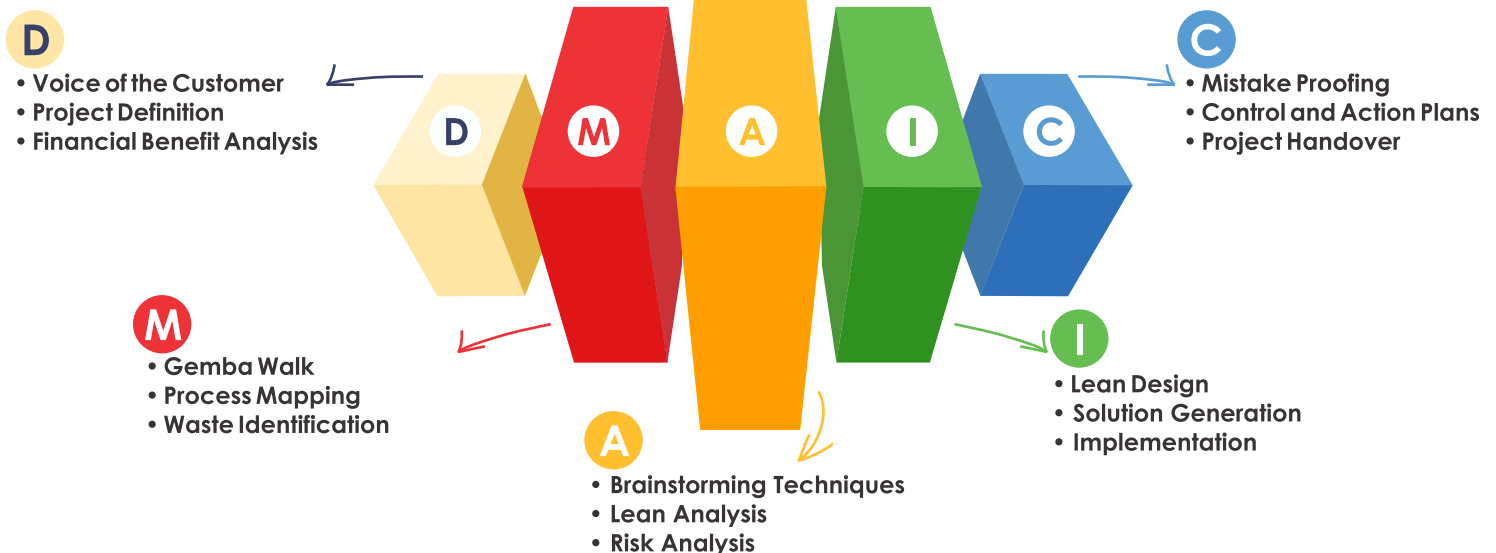 D
• Voice of the Customer
• Project Definition
• Financial Benefit Analysis
D
M
A
I
C
C
• Mistake Proofing
• Control and Action Plans
• Project Handover
M
• Gemba Walk
• Process Mapping
• Waste Identification
A
• Brainstorming Techniques
• Lean Analysis
• Risk Analysis
I
• Lean Design
• Solution Generation
• Implementation